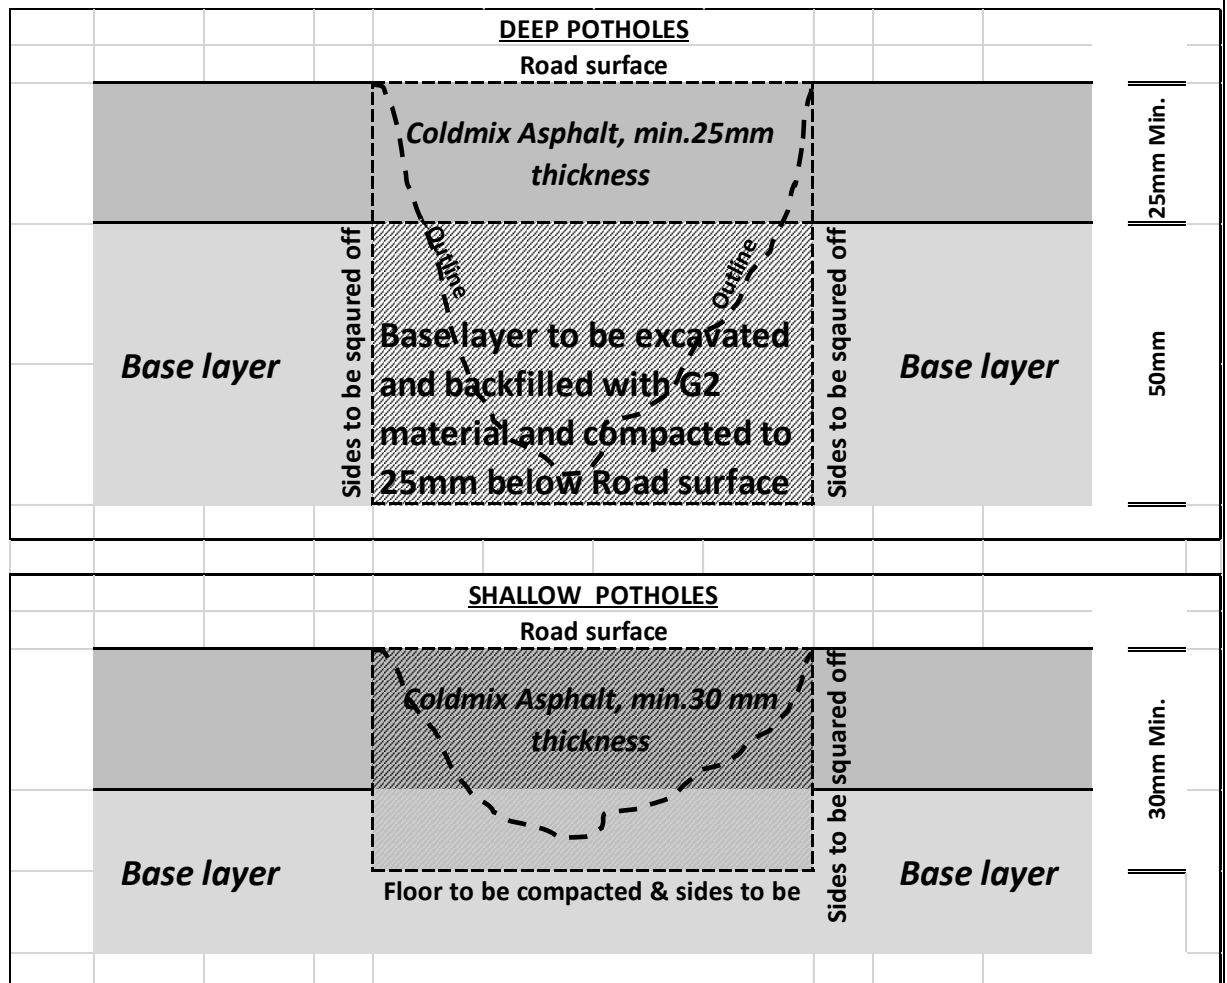 DEEP POTHOLES
Road surface
Coldmix Asphalt, min.25mm
thickness
25mm Min.
Outline
Outline
Sides to be sqaured off
Sides to be sqaured off
Base layer
Base layer to be excavated
and backfilled with G2
material and compacted to
25mm below Road surface
Base layer
50mm
SHALLOW POTHOLES
Road surface
Coldmix Asphalt, min.30 mm
thickness
Sides to be squared off
30mm Min.
Base layer
Base layer
Floor to be compacted & sides to be